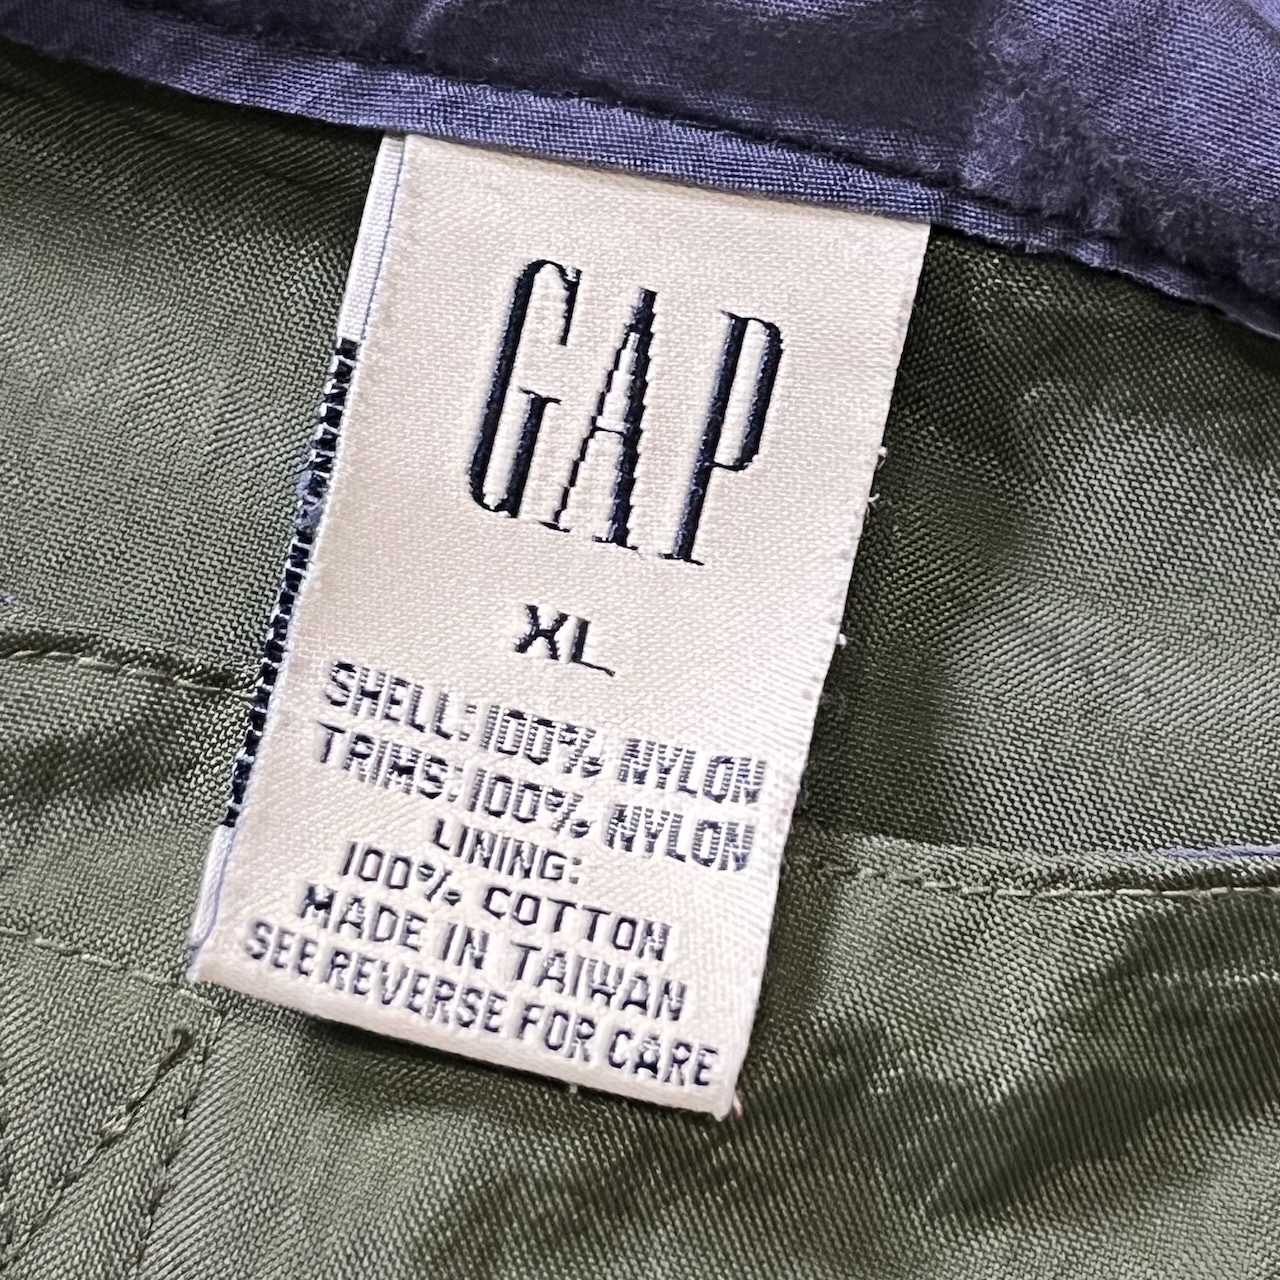 GAP
XL
SHELL: 100% NYLON
TRIMS: 100% NYLON
LINING:
100% COTTON
MADE IN TAIWAN
SEE REVERSE FOR CARE